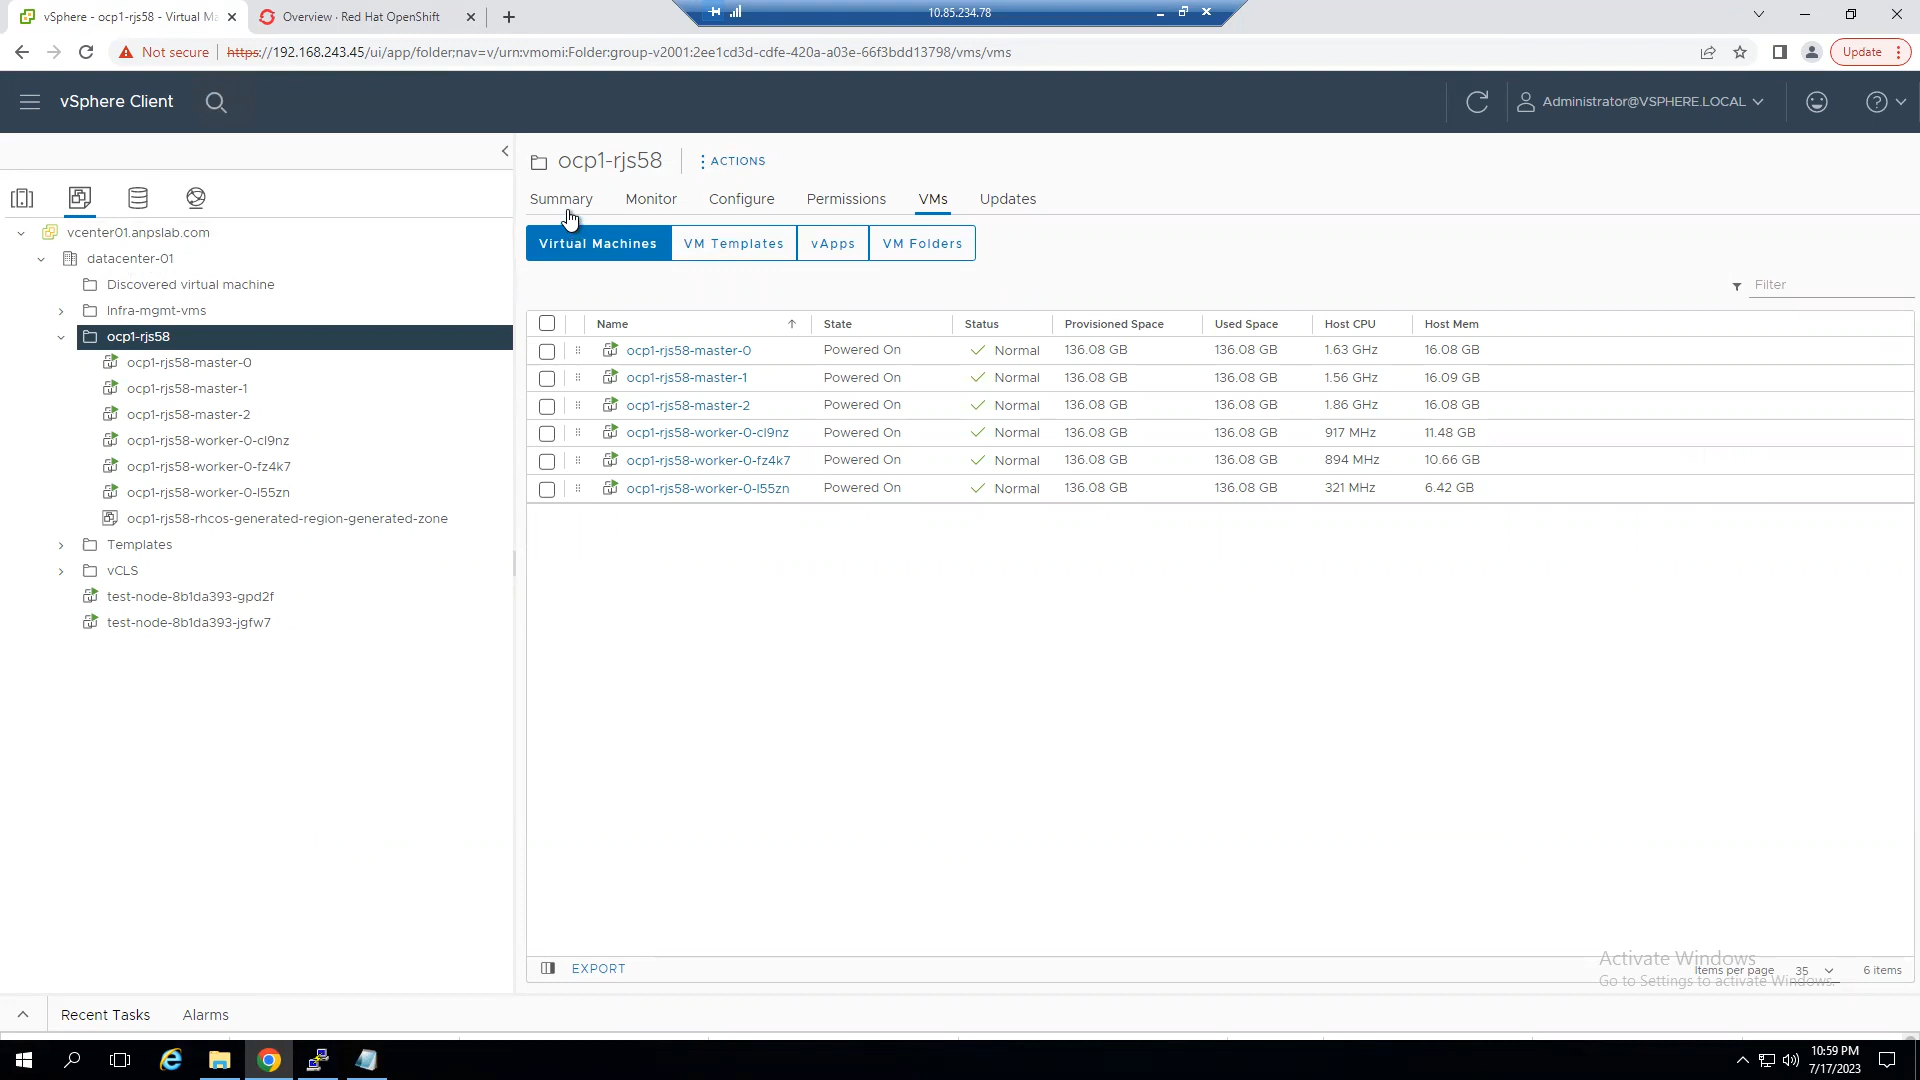 vSphere - ocp1-rjs58 - Virtual Ma
Overview · Red Hat OpenShift
10.85.234.78
Not secure
https://192.168.243.45/ui/app/folder;nav=v/urn:vmomi:Folder:group-v2001:2ee1cd3d-cdfe-420a-a03e-66f3bdd13798/vms/vms
Update
vSphere Client
Administrator@VSPHERE.LOCAL
ocp1-rjs58
ACTIONS
Summary Monitor Configure Permissions VMs Updates
Virtual Machines VM Templates vApps VM Folders
Filter
vcenter01.anpslab.com
datacenter-01
Discovered virtual machine
Infra-mgmt-vms
ocp1-rjs58
ocp1-rjs58-master-0
ocp1-rjs58-master-1
ocp1-rjs58-master-2
ocp1-rjs58-worker-0-cl9nz
ocp1-rjs58-worker-0-fz4k7
ocp1-rjs58-worker-0-l55zn
ocp1-rjs58-rhcos-generated-region-generated-zone
Templates
vCLS
test-node-8b1da393-gpd2f
test-node-8b1da393-jgfw7
Name State Status Provisioned Space Used Space Host CPU Host Mem
ocp1-rjs58-master-0 Powered On Normal 136.08 GB 136.08 GB 1.63 GHz 16.08 GB
ocp1-rjs58-master-1 Powered On Normal 136.08 GB 136.08 GB 1.56 GHz 16.09 GB
ocp1-rjs58-master-2 Powered On Normal 136.08 GB 136.08 GB 1.86 GHz 16.08 GB
ocp1-rjs58-worker-0-cl9nz Powered On Normal 136.08 GB 136.08 GB 917 MHz 11.48 GB
ocp1-rjs58-worker-0-fz4k7 Powered On Normal 136.08 GB 136.08 GB 894 MHz 10.66 GB
ocp1-rjs58-worker-0-l55zn Powered On Normal 136.08 GB 136.08 GB 321 MHz 6.42 GB
Activate Windows
Go to Settings to activate Windows.
EXPORT
Items per page 35 6 items
Recent Tasks Alarms
10:59 PM
7/17/2023